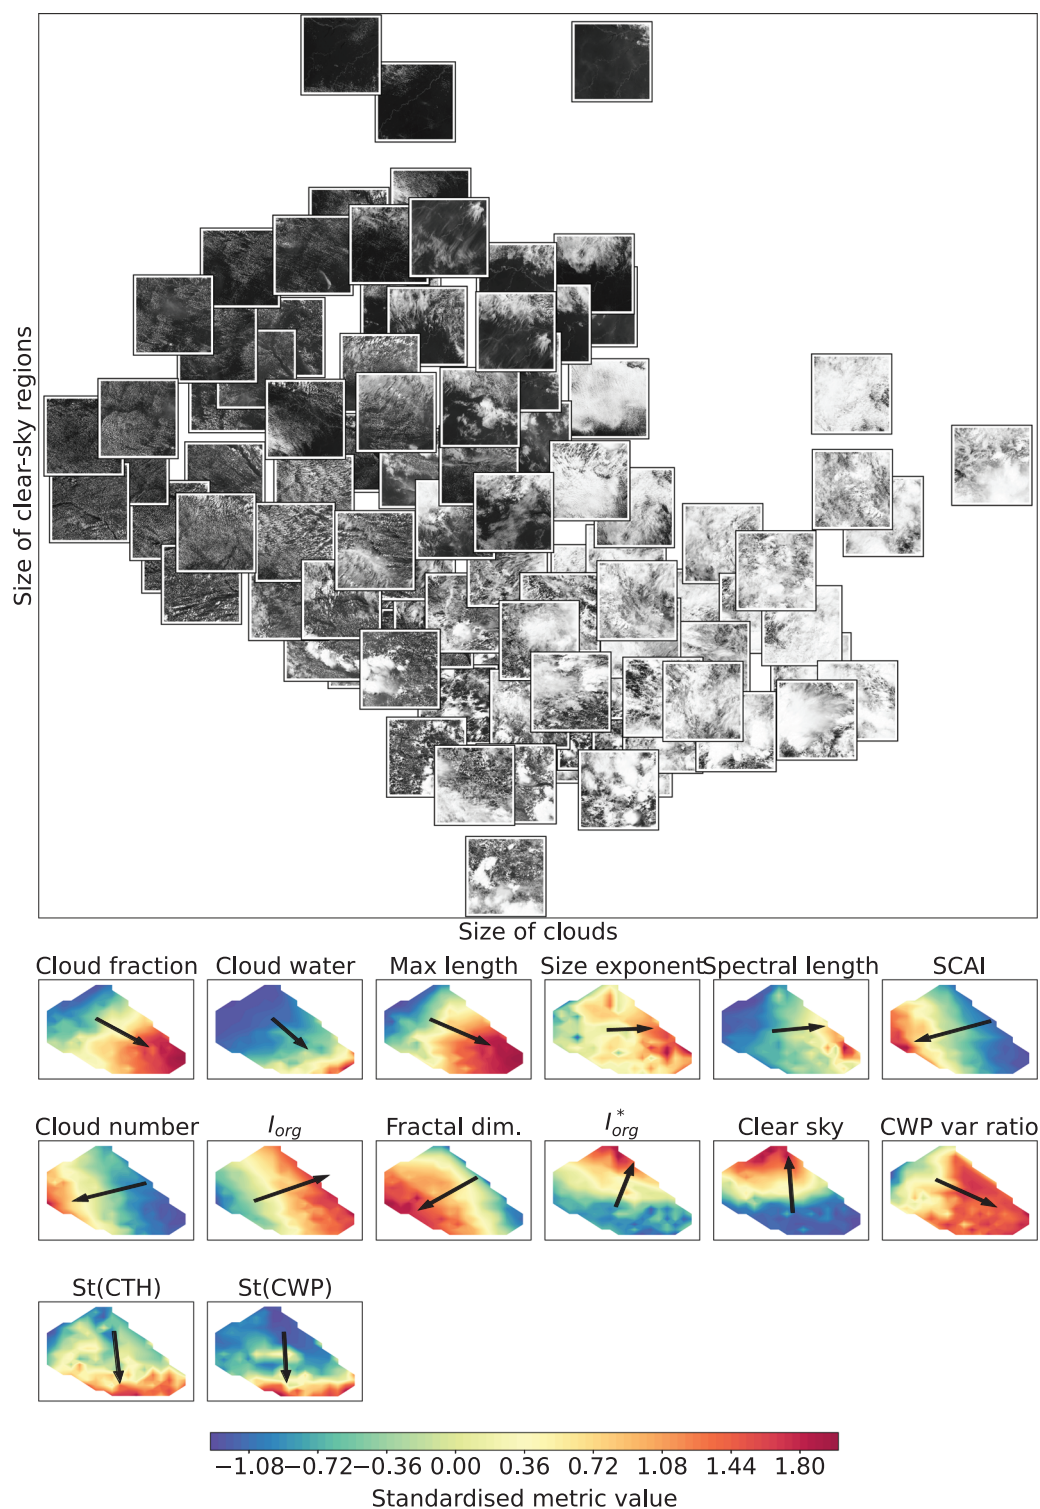 Size of clear-sky regions
Size of clouds
Cloud fraction Cloud water Max length Size exponent Spectral length SCAI
Cloud number I_org Fractal dim. I*_org Clear sky CWP var ratio
St(CTH) St(CWP)
−1.08 −0.72 −0.36 0.00 0.36 0.72 1.08 1.44 1.80
Standardised metric value